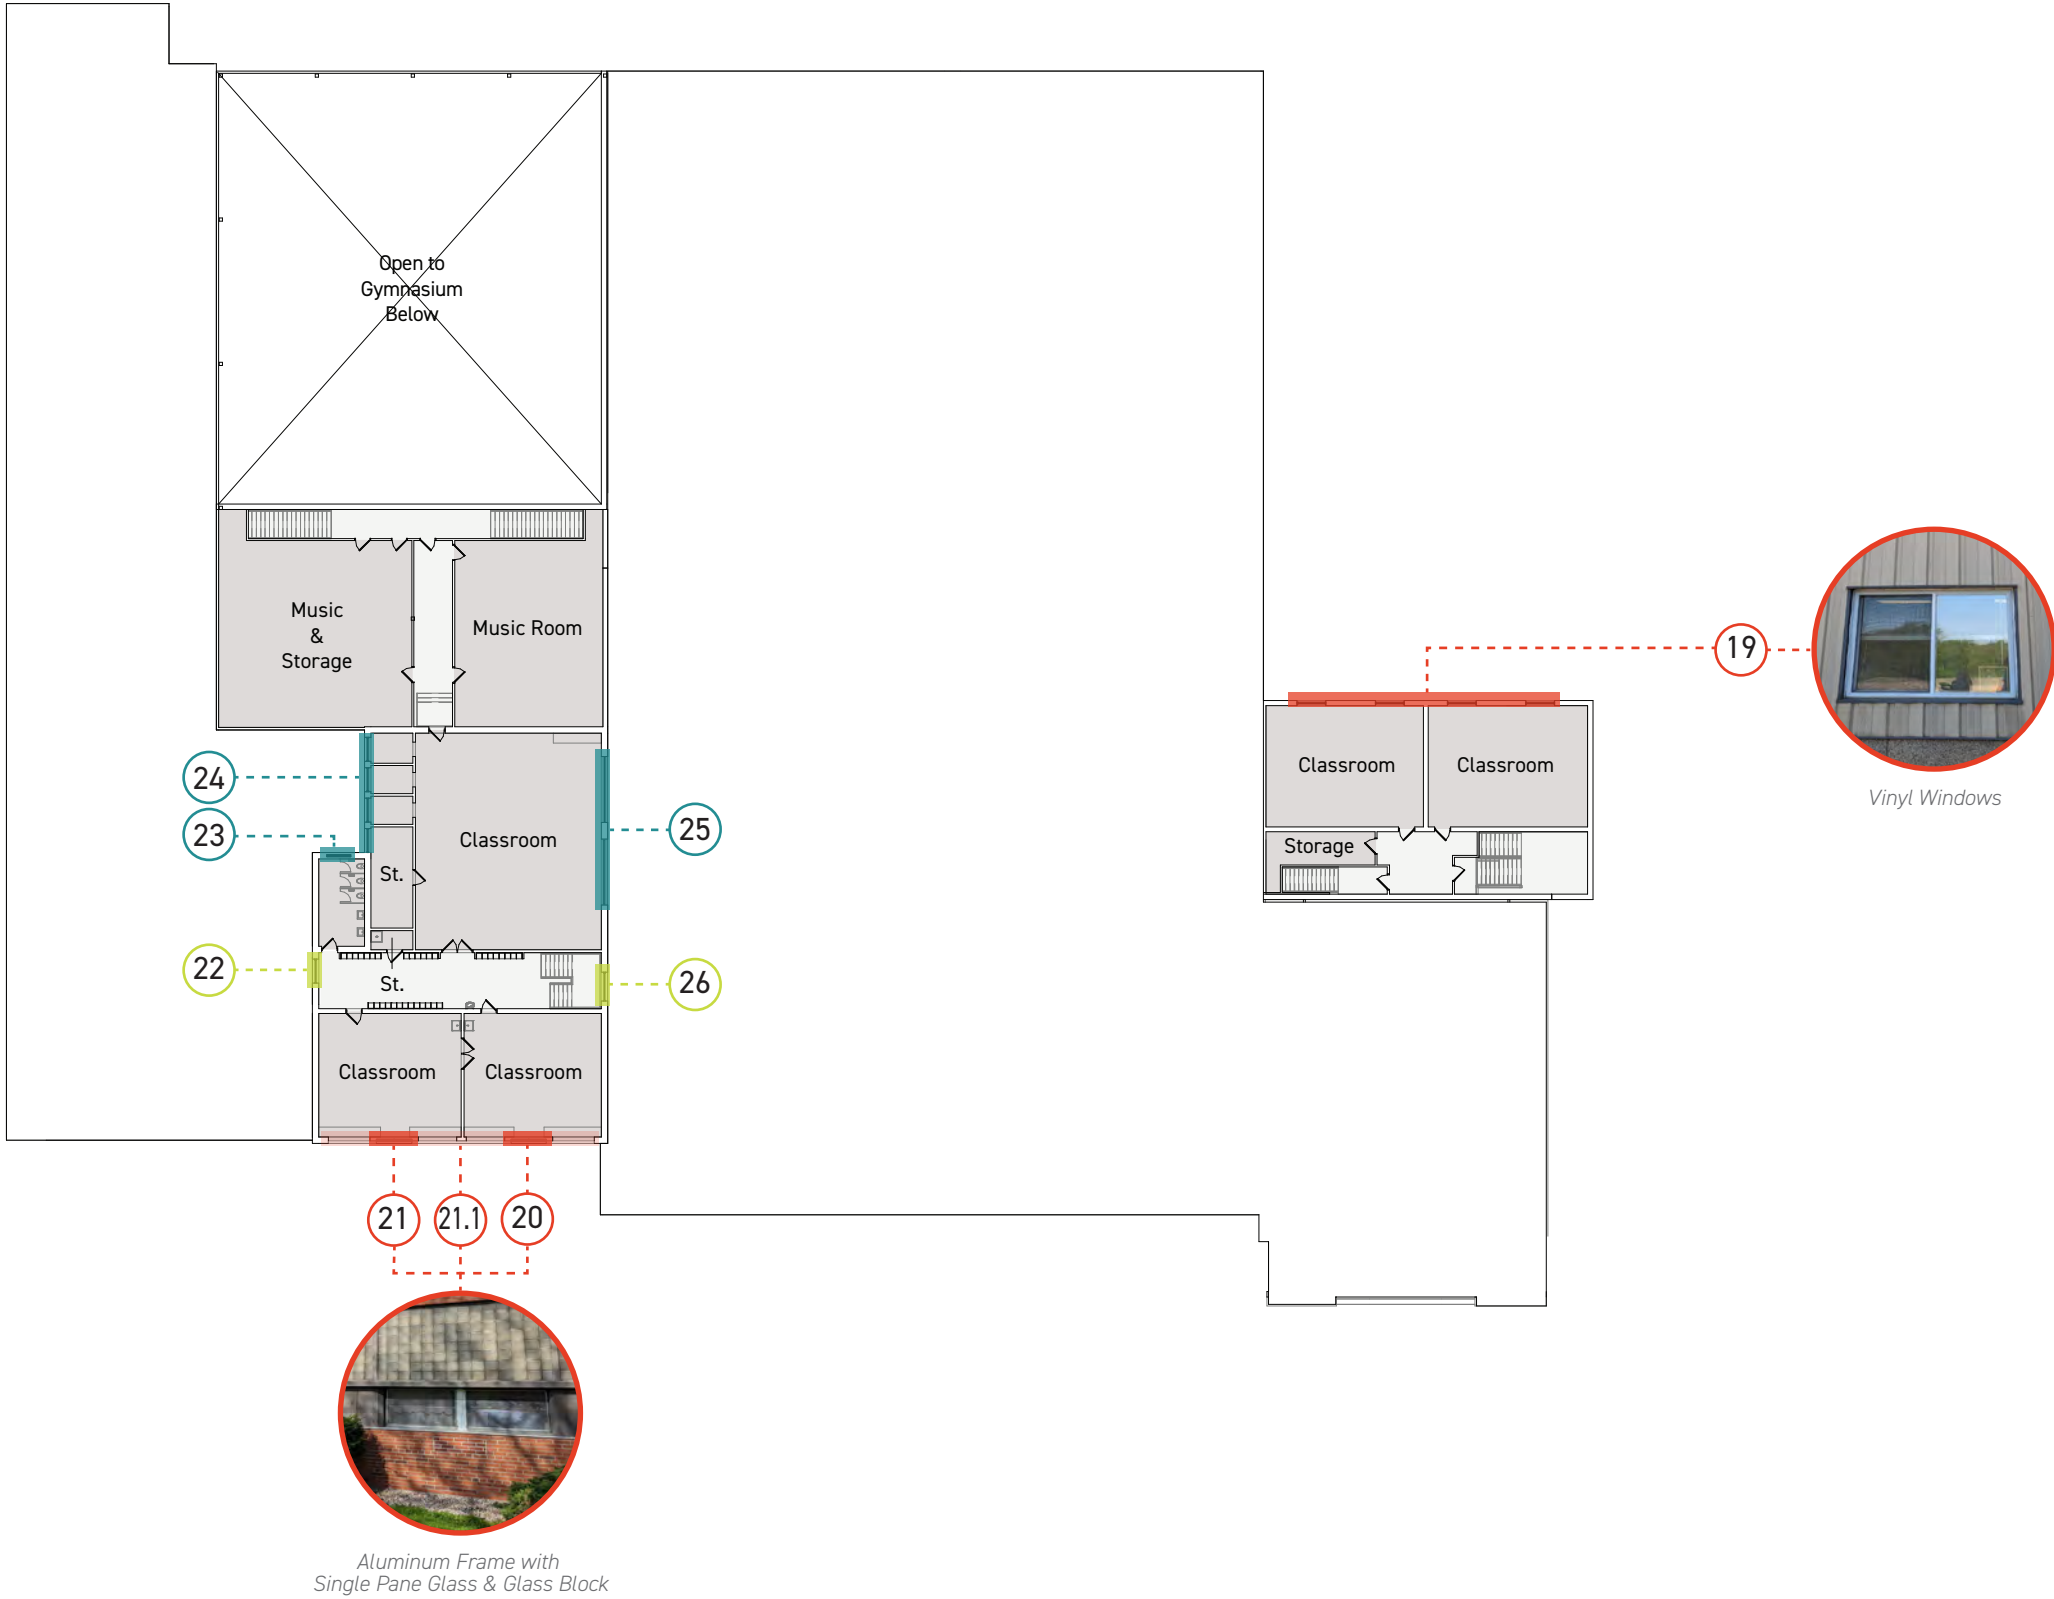 Open to
Gymnasium
Below
Music
&
Storage
Music Room
19
Vinyl Windows
24
23
25
Classroom
St.
Classroom
Classroom
Storage
22
St.
26
Classroom
Classroom
21
21.1
20
Aluminum Frame with
Single Pane Glass & Glass Block